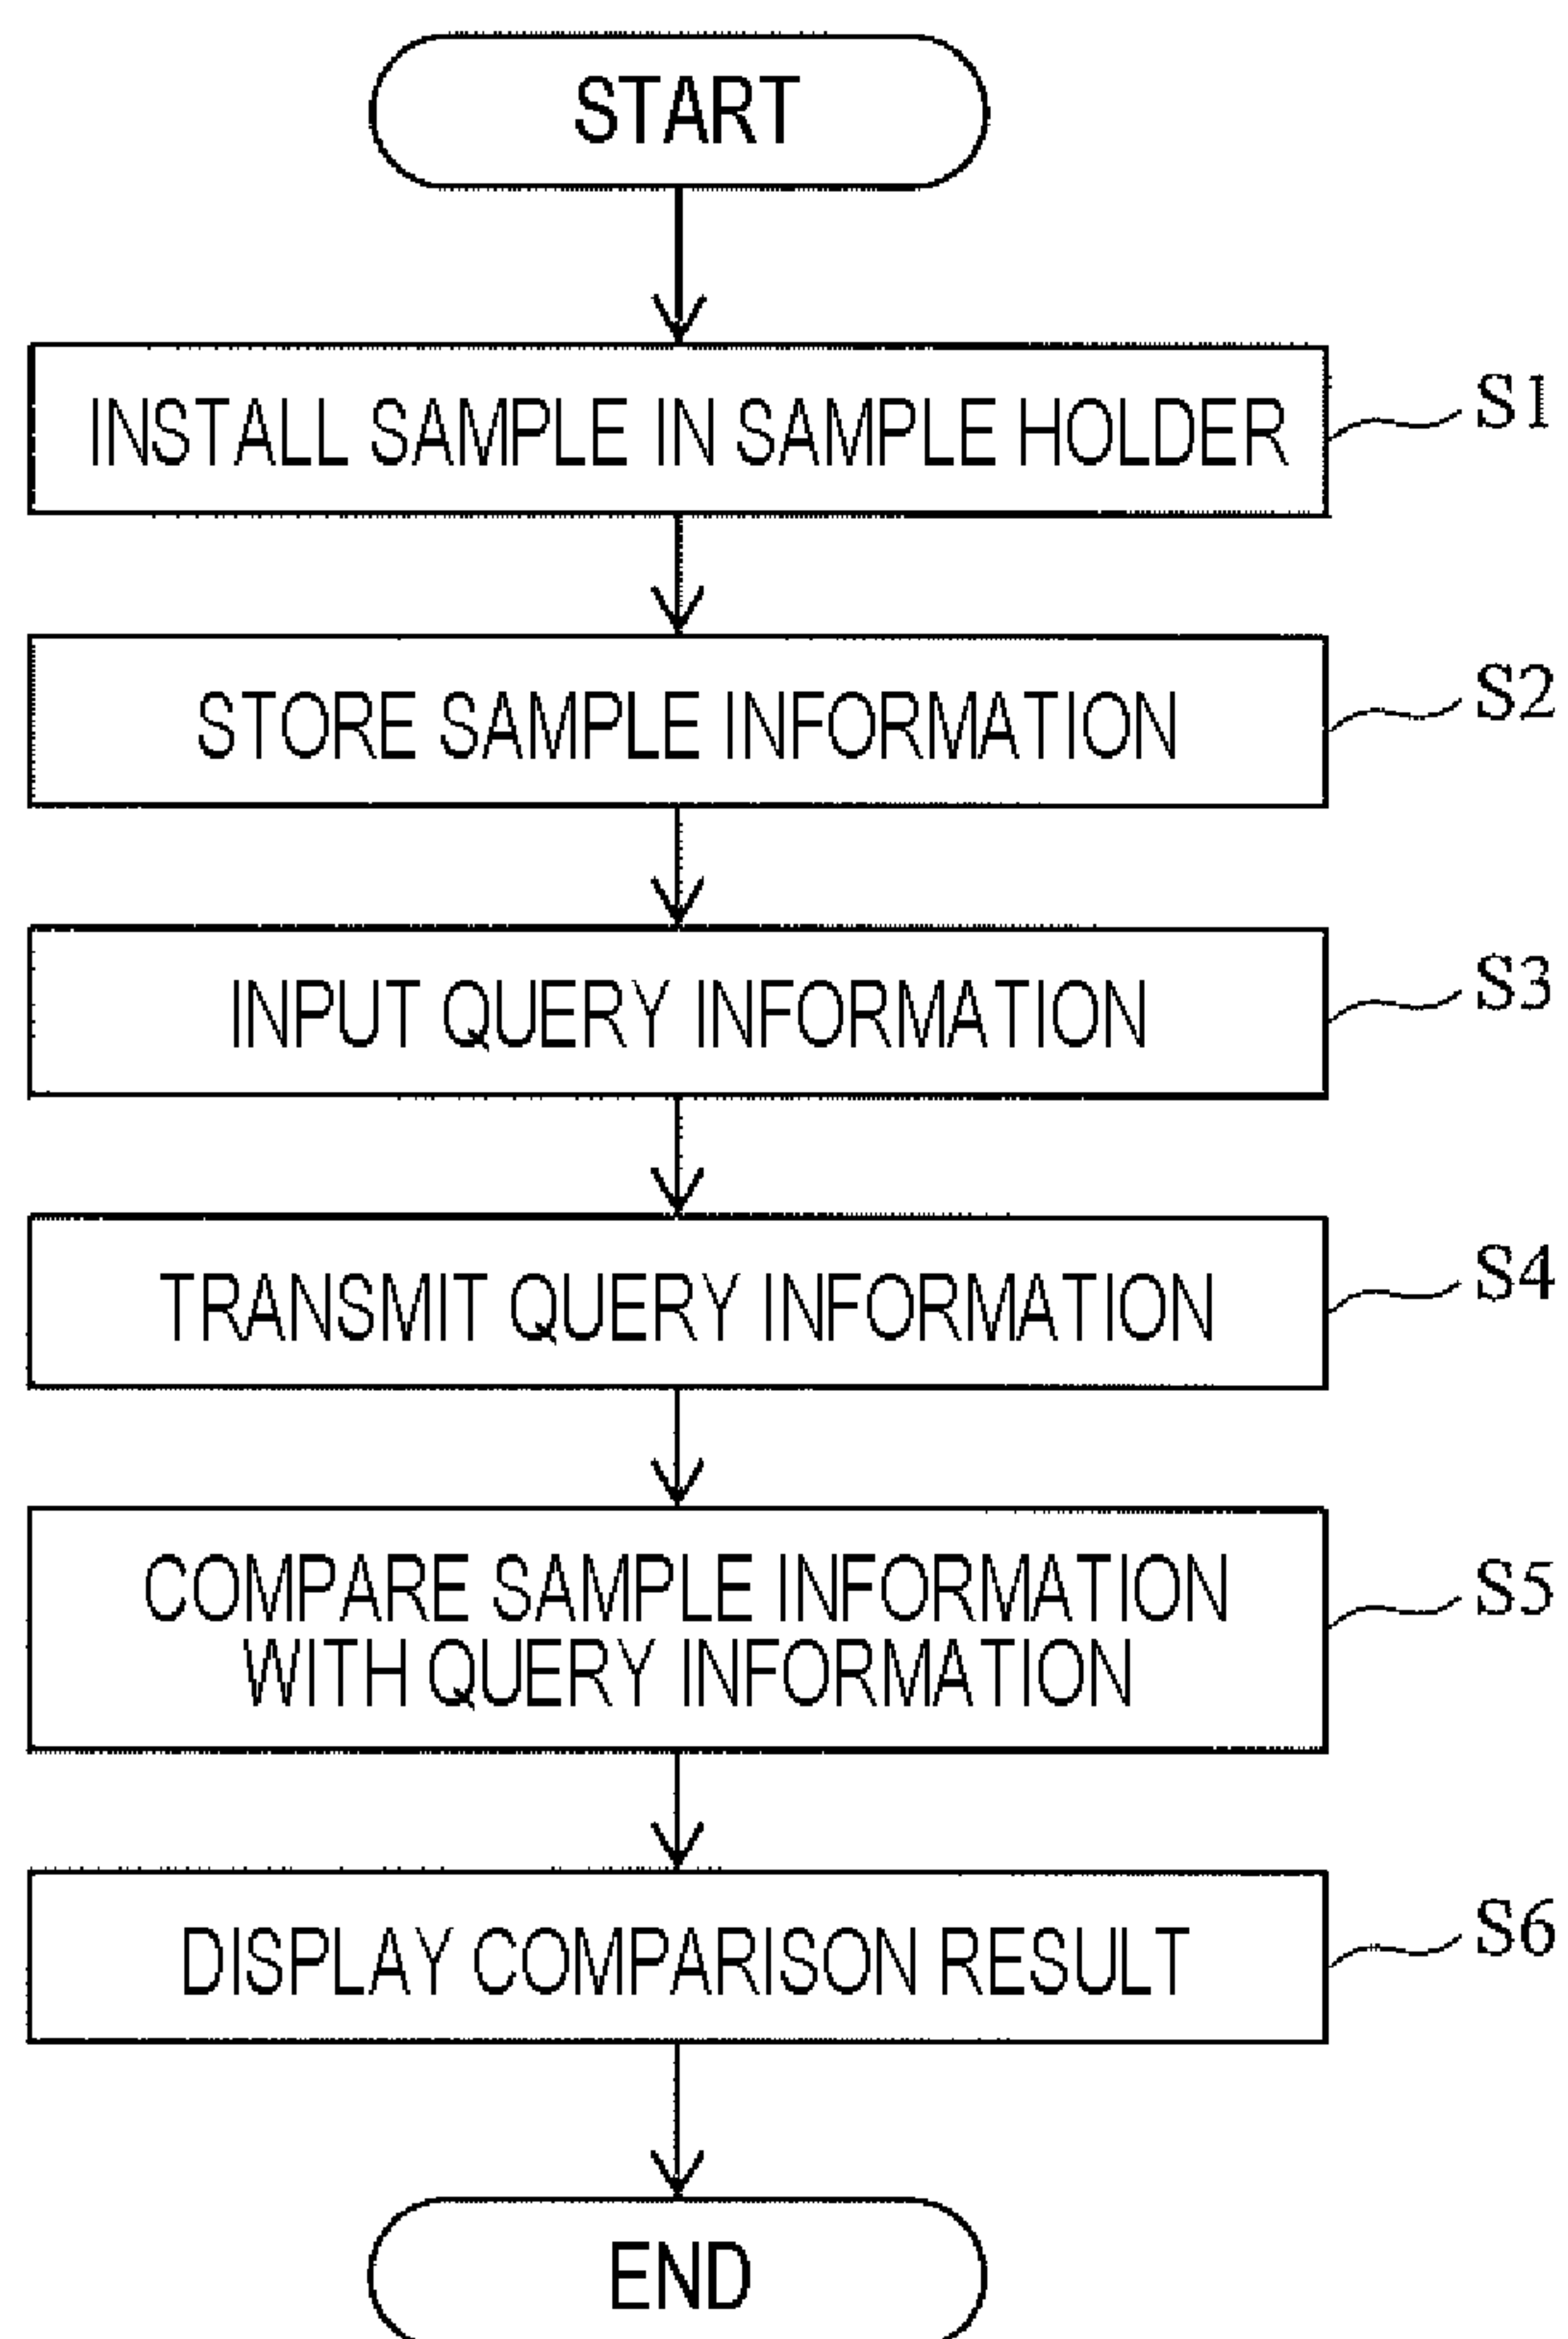 START
INSTALL SAMPLE IN SAMPLE HOLDER
S1
STORE SAMPLE INFORMATION
S2
INPUT QUERY INFORMATION
S3
TRANSMIT QUERY INFORMATION
S4
COMPARE SAMPLE INFORMATION
WITH QUERY INFORMATION
S5
DISPLAY COMPARISON RESULT
S6
END